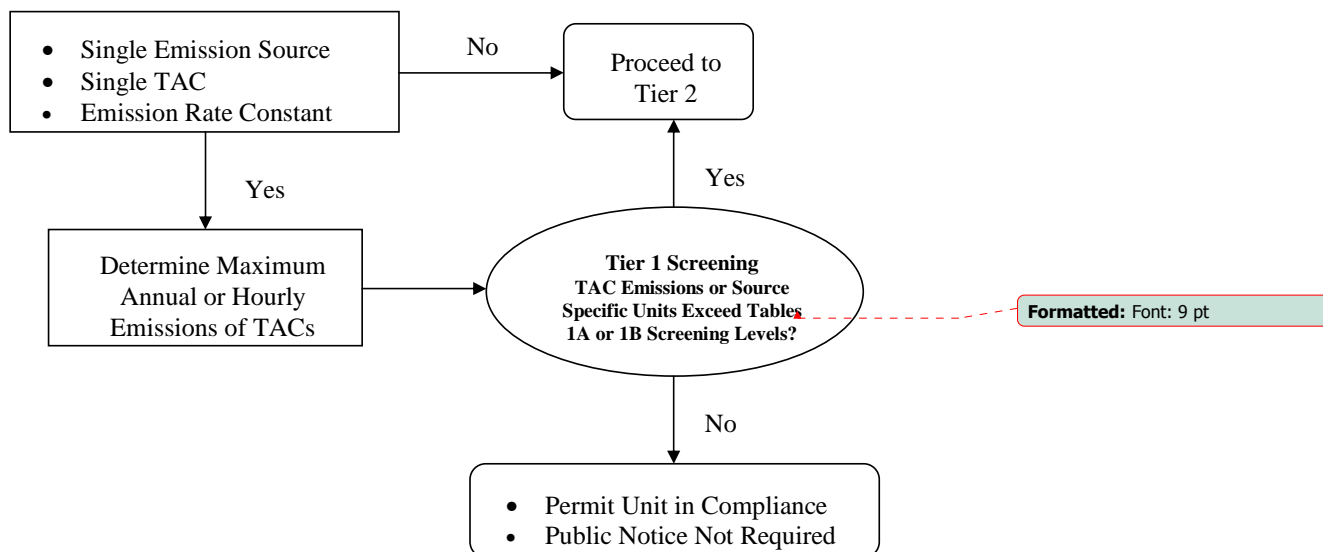 • Single Emission Source
• Single TAC
• Emission Rate Constant
No
Proceed to
Tier 2
Yes
Yes
Determine Maximum
Annual or Hourly
Emissions of TACs
Tier 1 Screening
TAC Emissions or Source
Specific Units Exceed Tables
1A or 1B Screening Levels?
Formatted: Font: 9 pt
No
• Permit Unit in Compliance
• Public Notice Not Required